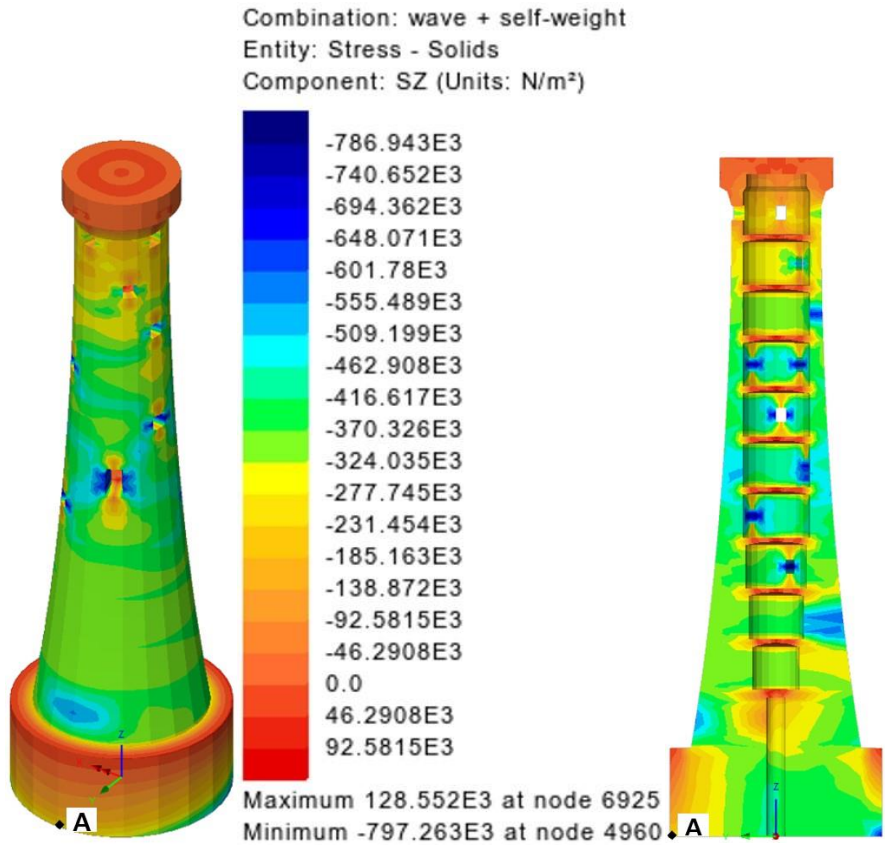 Combination: wave + self-weight
Entity: Stress - Solids
Component: SZ (Units: N/m²)
-786.943E3
-740.652E3
-694.362E3
-648.071E3
-601.78E3
-555.489E3
-509.199E3
-462.908E3
-416.617E3
-370.326E3
-324.035E3
-277.745E3
-231.454E3
-185.163E3
-138.872E3
-92.5815E3
-46.2908E3
0.0
46.2908E3
92.5815E3
Maximum 128.552E3 at node 6925
Minimum -797.263E3 at node 4960
A
Z
A
Z